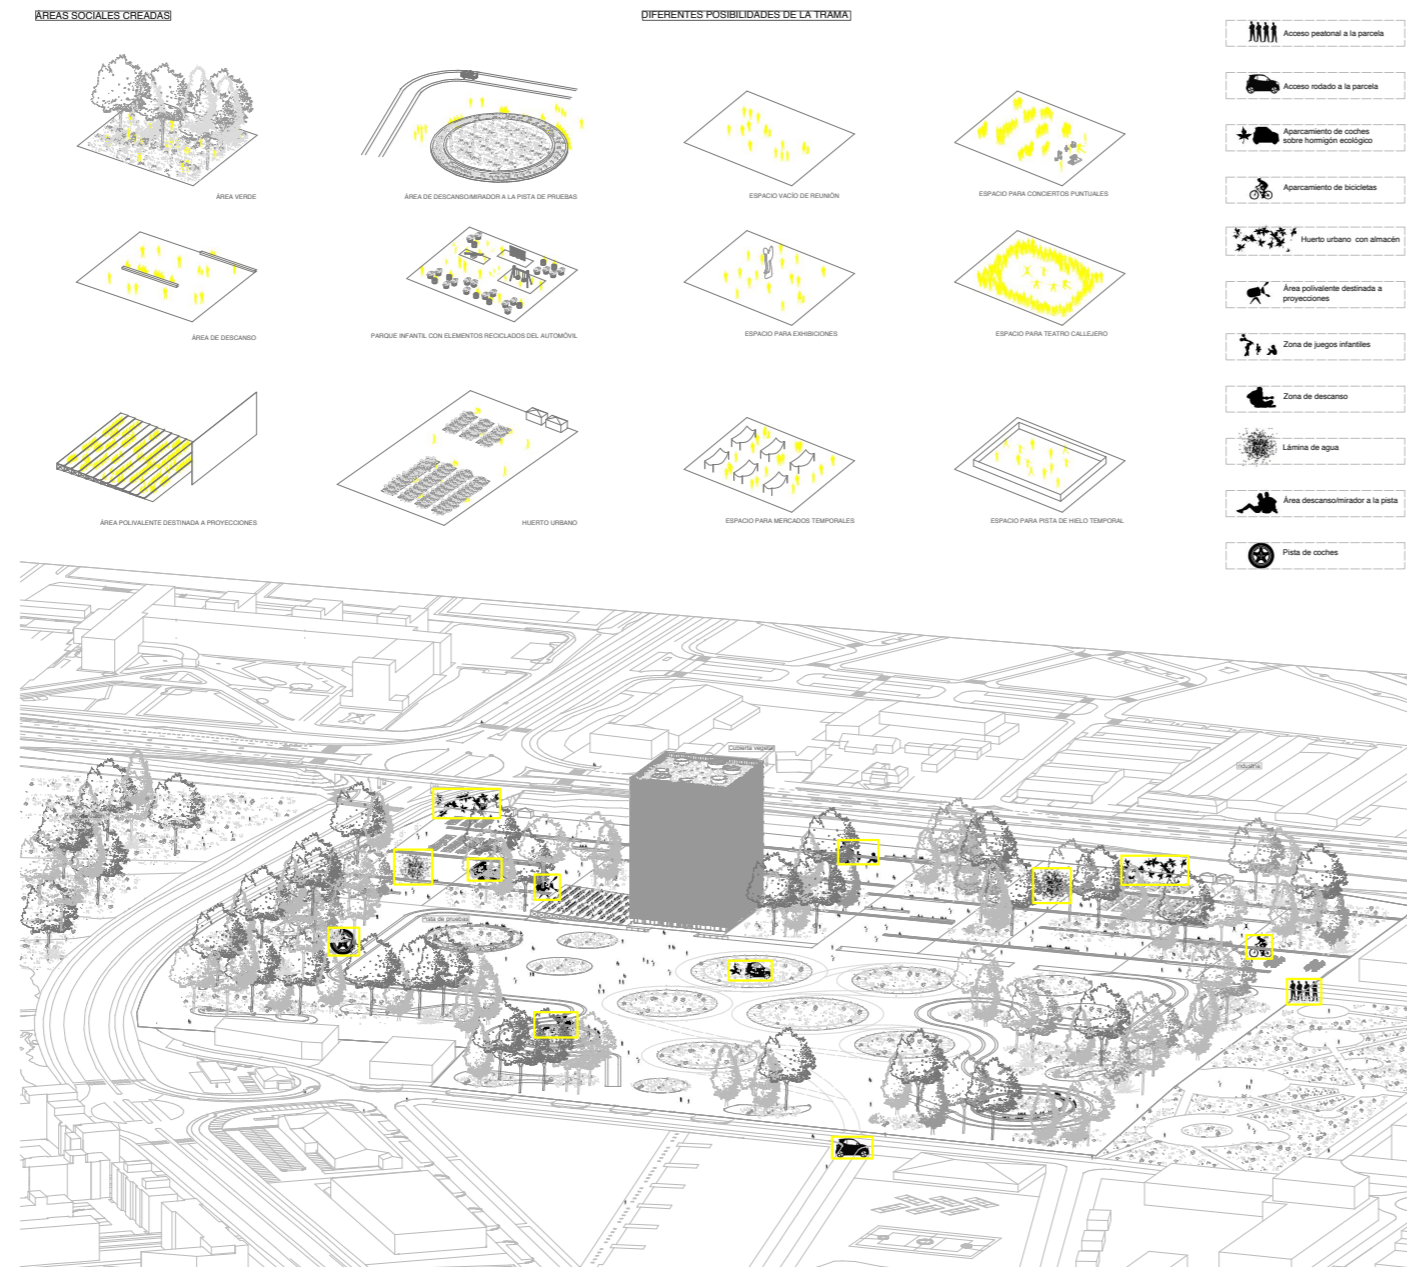 ÁREAS SOCIALES CREADAS
DIFERENTES POSIBILIDADES DE LA TRAMA
ÁREA VERDE
ÁREA DE DESCANSO/MIRADOR A LA PISTA DE PRUEBAS
ESPACIO VACÍO DE REUNIÓN
ESPACIO PARA CONCIERTOS PUNTUALES
ÁREA DE DESCANSO
PARQUE INFANTIL CON ELEMENTOS RECICLADOS DEL AUTOMÓVIL
ESPACIO PARA EXHIBICIONES
ESPACIO PARA TEATRO CALLEJERO
ÁREA POLIVALENTE DESTINADA A PROYECCIONES
HUERTO URBANO
ESPACIO PARA MERCADOS TEMPORALES
ESPACIO PARA PISTA DE HIELO TEMPORAL
Acceso peatonal a la parcela
Acceso rodado a la parcela
Aparcamiento de coches
sobre hormigón ecológico
Aparcamiento de bicicletas
Huerto urbano con almacén
Área polivalente destinada a
proyecciones
Zona de juegos infantiles
Zona de descanso
Lámina de agua
Área descanso/mirador a la pista
Pista de coches
Cubierta vegetal
Industria
Pista de pruebas